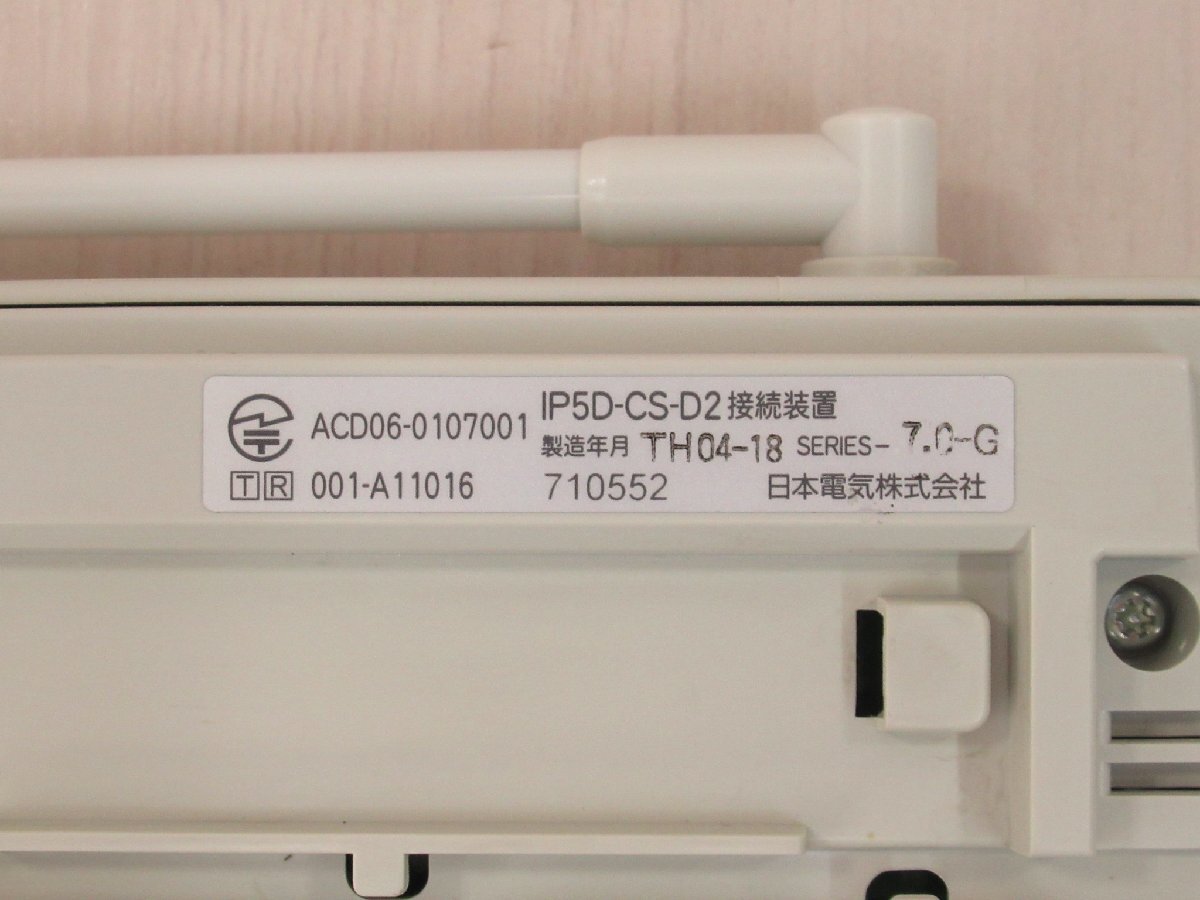 IP5D-CS-D2 接続装置
ACD06-0107001
製造年月 TH04-18 SERIES- 7.0-G
T R 001-A11016 710552 日本電気株式会社